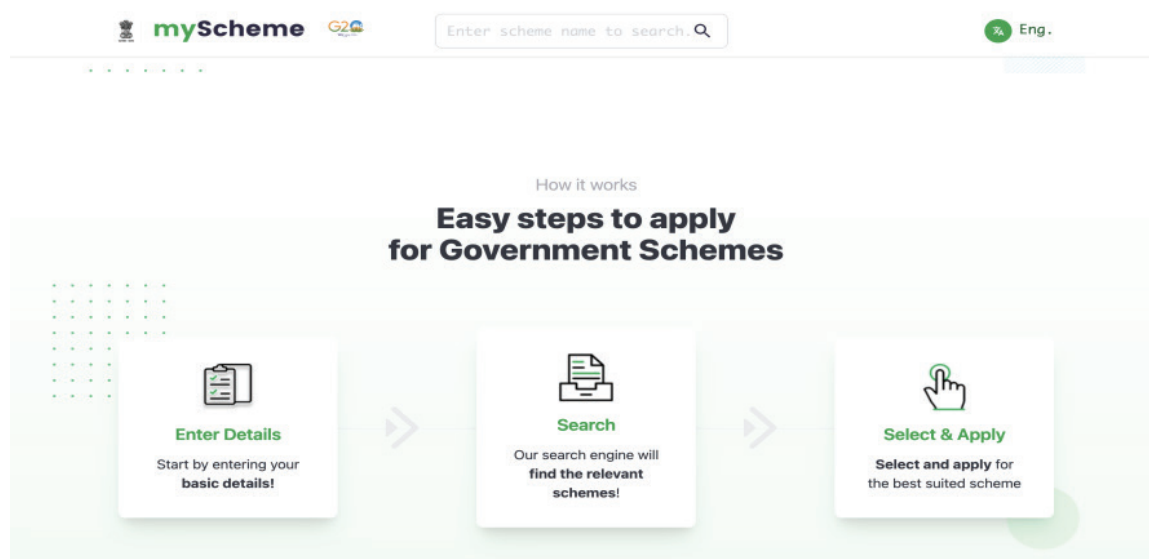 myScheme
G20
Enter scheme name to search.
Eng.
How it works
Easy steps to apply
for Government Schemes
Enter Details
Start by entering your
basic details!
Search
Our search engine will
find the relevant
schemes!
Select & Apply
Select and apply for
the best suited scheme